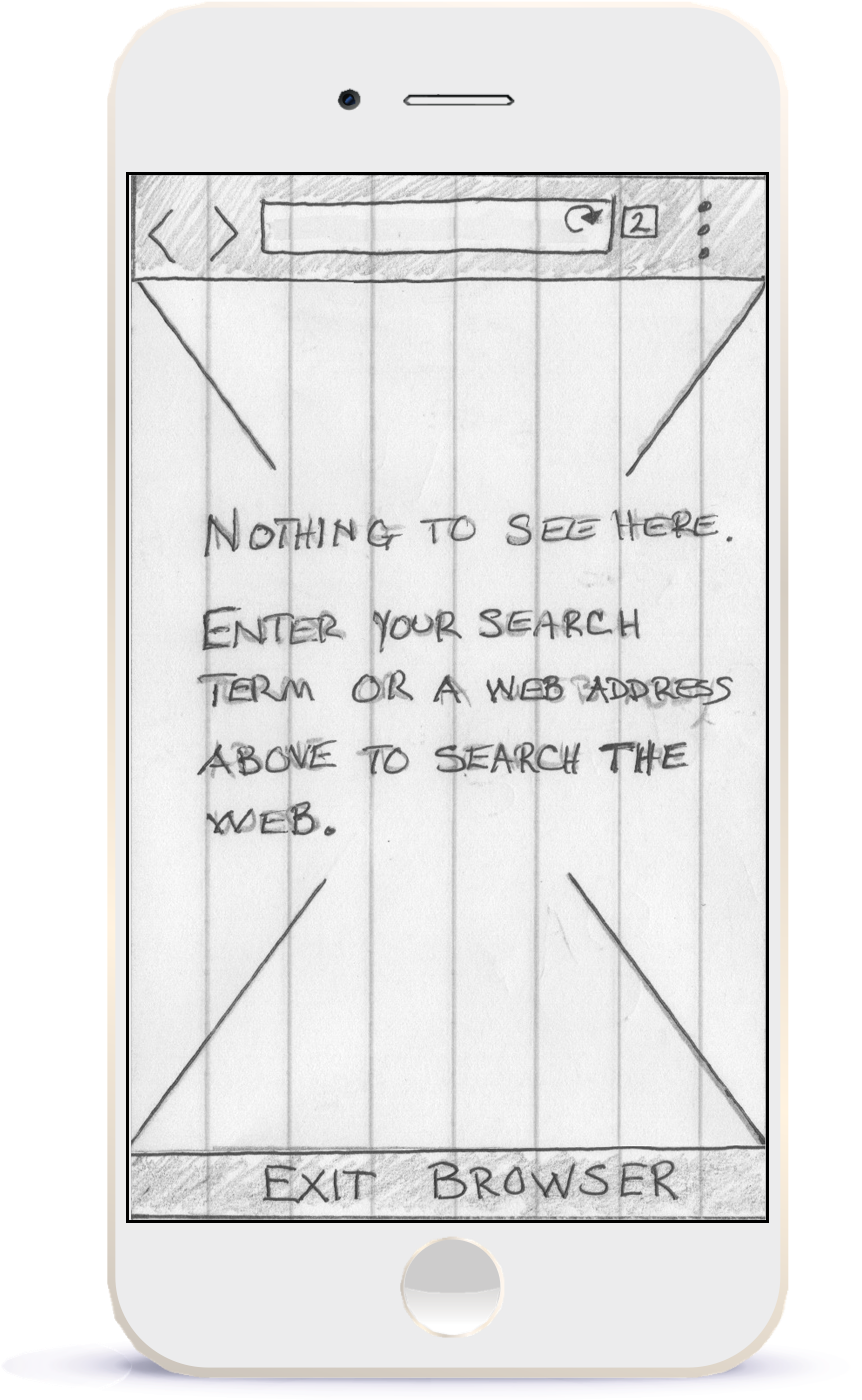 2
NOTHING TO SEE HERE.
ENTER YOUR SEARCH
TERM OR A WEB ADDRESS
ABOVE TO SEARCH THE
WEB.
EXIT BROWSER